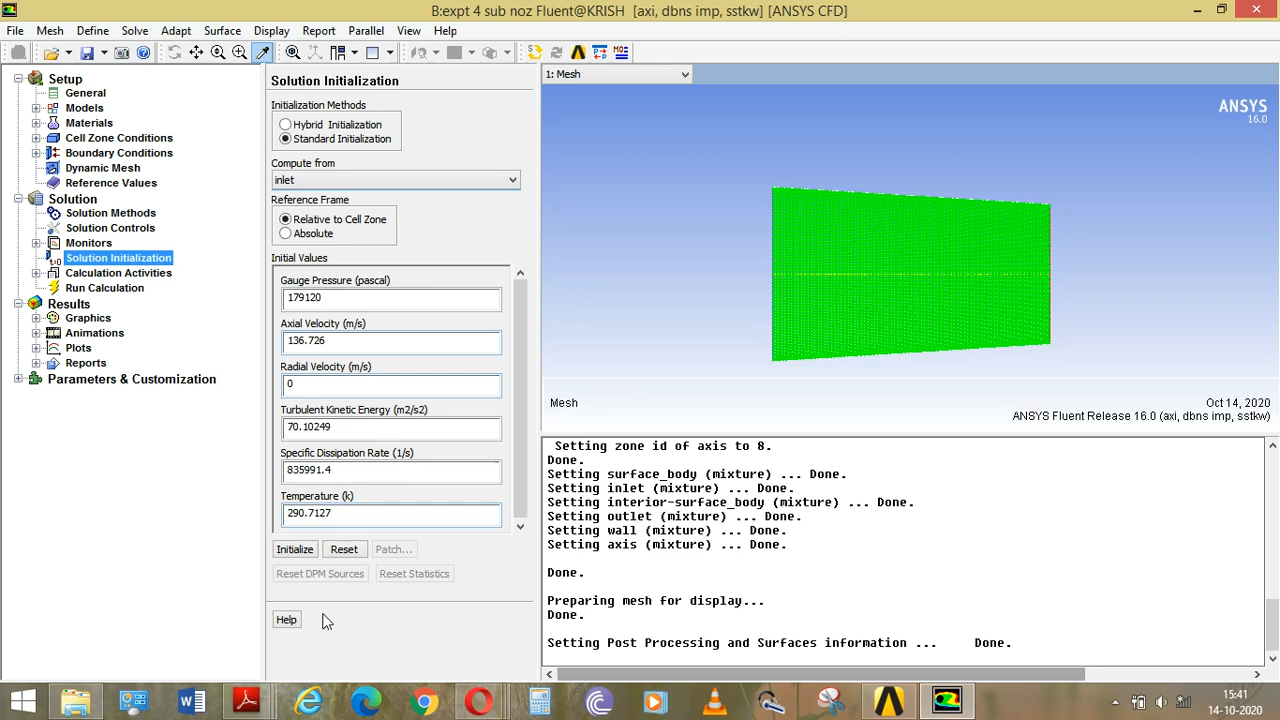 B:expt 4 sub noz Fluent@KRISH [axi, dbns imp, sstkw] [ANSYS CFD]
File Mesh Define Solve Adapt Surface Display Report Parallel View Help
Setup
General
Models
Materials
Cell Zone Conditions
Boundary Conditions
Dynamic Mesh
Reference Values
Solution
Solution Methods
Solution Controls
Monitors
Solution Initialization
Calculation Activities
Run Calculation
Results
Graphics
Animations
Plots
Reports
Parameters & Customization
Solution Initialization
Initialization Methods
Hybrid Initialization
Standard Initialization
Compute from
inlet
Reference Frame
Relative to Cell Zone
Absolute
Initial Values
Gauge Pressure (pascal)
179120
Axial Velocity (m/s)
136.726
Radial Velocity (m/s)
0
Turbulent Kinetic Energy (m2/s2)
70.10249
Specific Dissipation Rate (1/s)
835991.4
Temperature (k)
290.7127
Initialize Reset Patch...
Reset DPM Sources Reset Statistics
Help
1: Mesh
ANSYS
16.0
Mesh
Oct 14, 2020
ANSYS Fluent Release 16.0 (axi, dbns imp, sstkw)
Setting zone id of axis to 8.
Done.
Setting surface_body (mixture) ... Done.
Setting inlet (mixture) ... Done.
Setting interior-surface_body (mixture) ... Done.
Setting outlet (mixture) ... Done.
Setting wall (mixture) ... Done.
Setting axis (mixture) ... Done.
Done.
Preparing mesh for display...
Done.
Setting Post Processing and Surfaces information ... Done.
15:41
14-10-2020